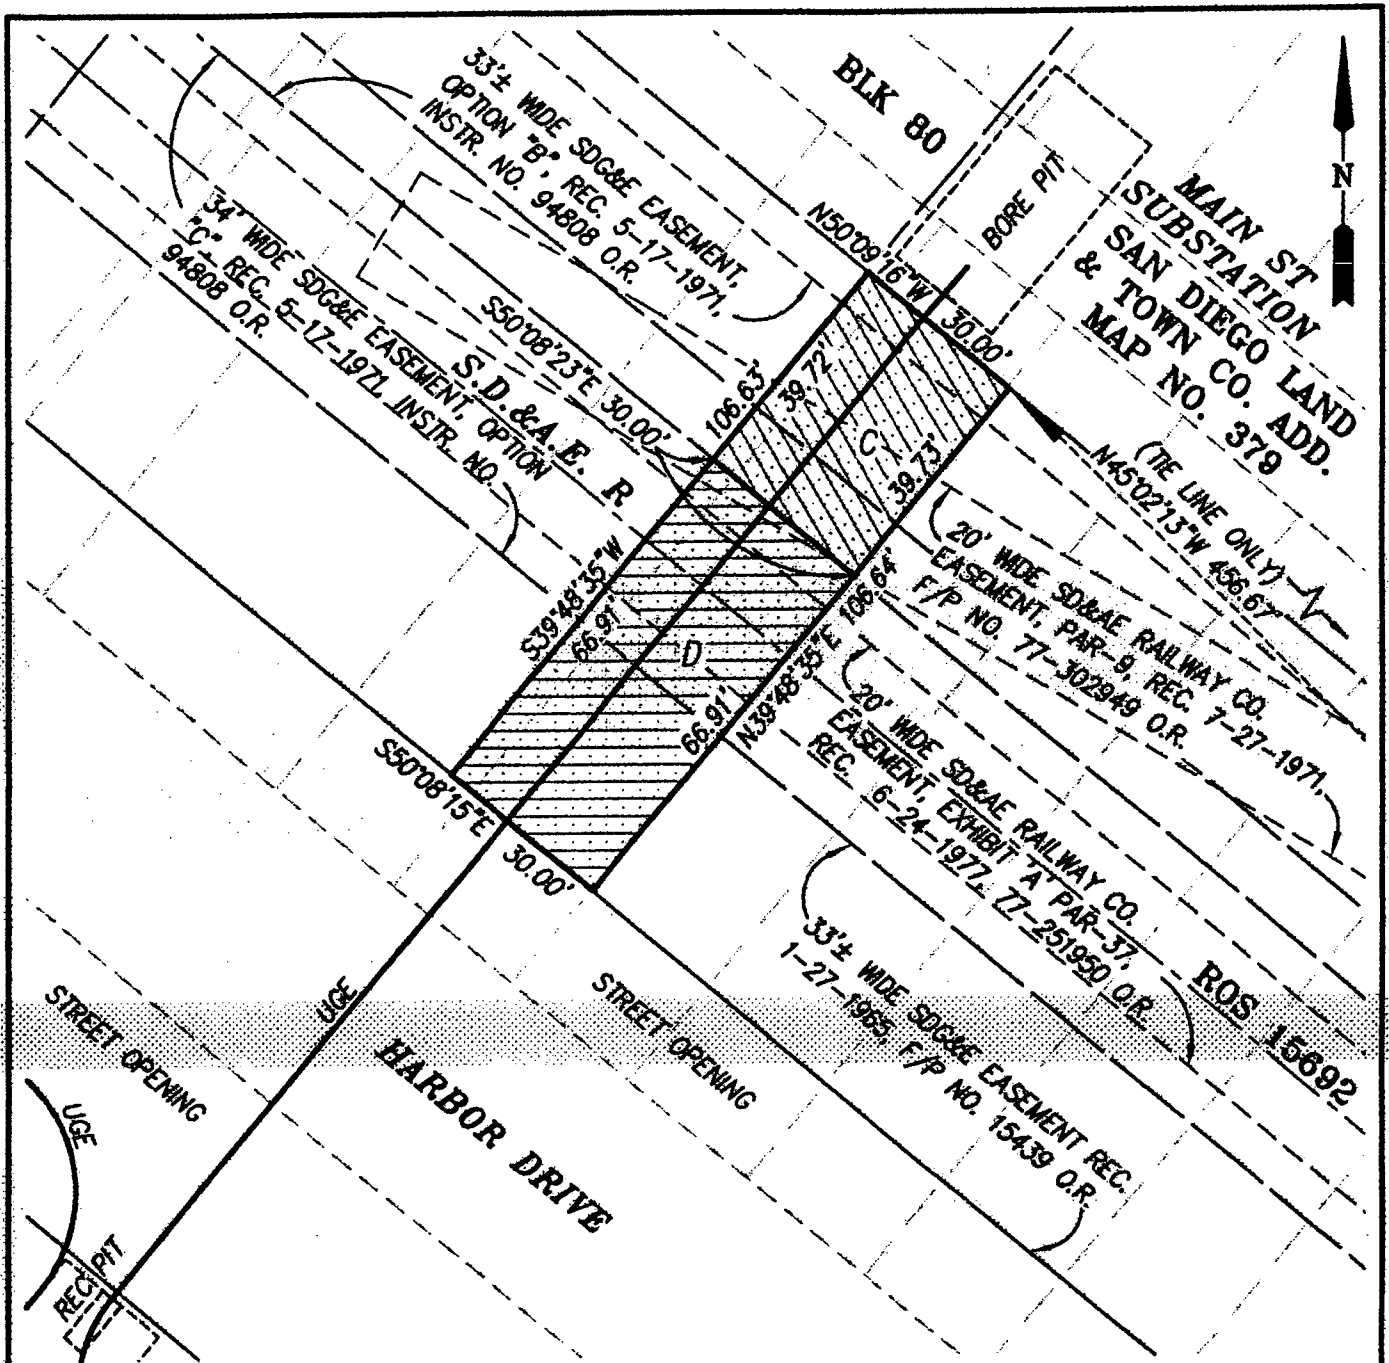 33'± WIDE SDG&E EASEMENT,
OPTION "B", REC. 5-17-1971,
INSTR. NO. 94808 O.R.
BLK 80
N
BORE PIT
MAIN ST
SUBSTATION
SAN DIEGO LAND
& TOWN CO. ADD.
MAP NO. 379
34' WIDE SDG&E EASEMENT, OPTION
"C" REC. 5-17-1971, INSTR. NO.
94808 O.R.
N50°09'16"W
30.00'
S50°08'23"E 30.00'
S.D.&A.E. R
106.63'
39.72'
C
39.73'
(TIE LINE ONLY)
N45°02'13"W 456.67'
20' WIDE SD&AE RAILWAY CO.
EASEMENT, PAR-9, REC. 7-27-1971,
F/P NO. 77-302949 O.R.
S39°48'35"W
66.91'
D
66.91'
N39°48'35"E 106.64'
20' WIDE SD&AE RAILWAY CO.
EASEMENT, EXHIBIT "A" PAR-37,
REC. 6-24-1977, 77-251950 O.R.
S50°08'15"E
30.00'
33'± WIDE SDG&E EASEMENT REC.
1-27-1965, F/P NO. 15439 O.R.
ROS 15692
STREET OPENING
UGE
STREET OPENING
HARBOR DRIVE
UGE
REC PIT